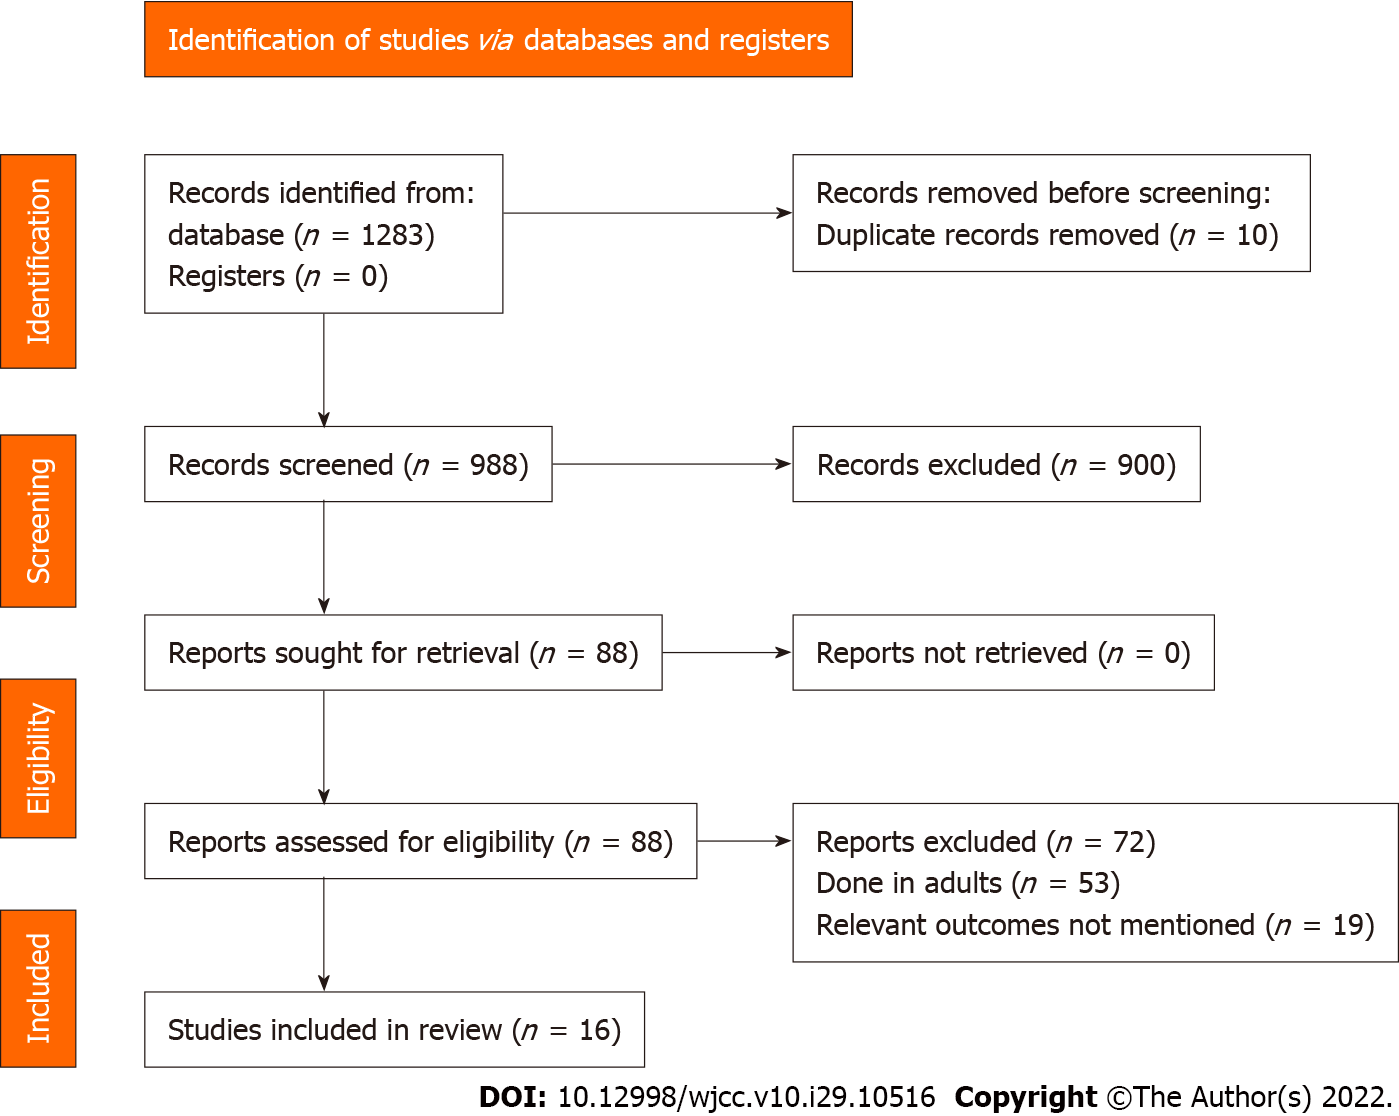 Identification of studies via databases and registers
Identification
Records identified from:
database (n = 1283)
Registers (n = 0)
Records removed before screening:
Duplicate records removed (n = 10)
Screening
Records screened (n = 988)
Records excluded (n = 900)
Reports sought for retrieval (n = 88)
Reports not retrieved (n = 0)
Eligibility
Reports assessed for eligibility (n = 88)
Reports excluded (n = 72)
Done in adults (n = 53)
Relevant outcomes not mentioned (n = 19)
Included
Studies included in review (n = 16)
DOI: 10.12998/wjcc.v10.i29.10516 Copyright ©The Author(s) 2022.